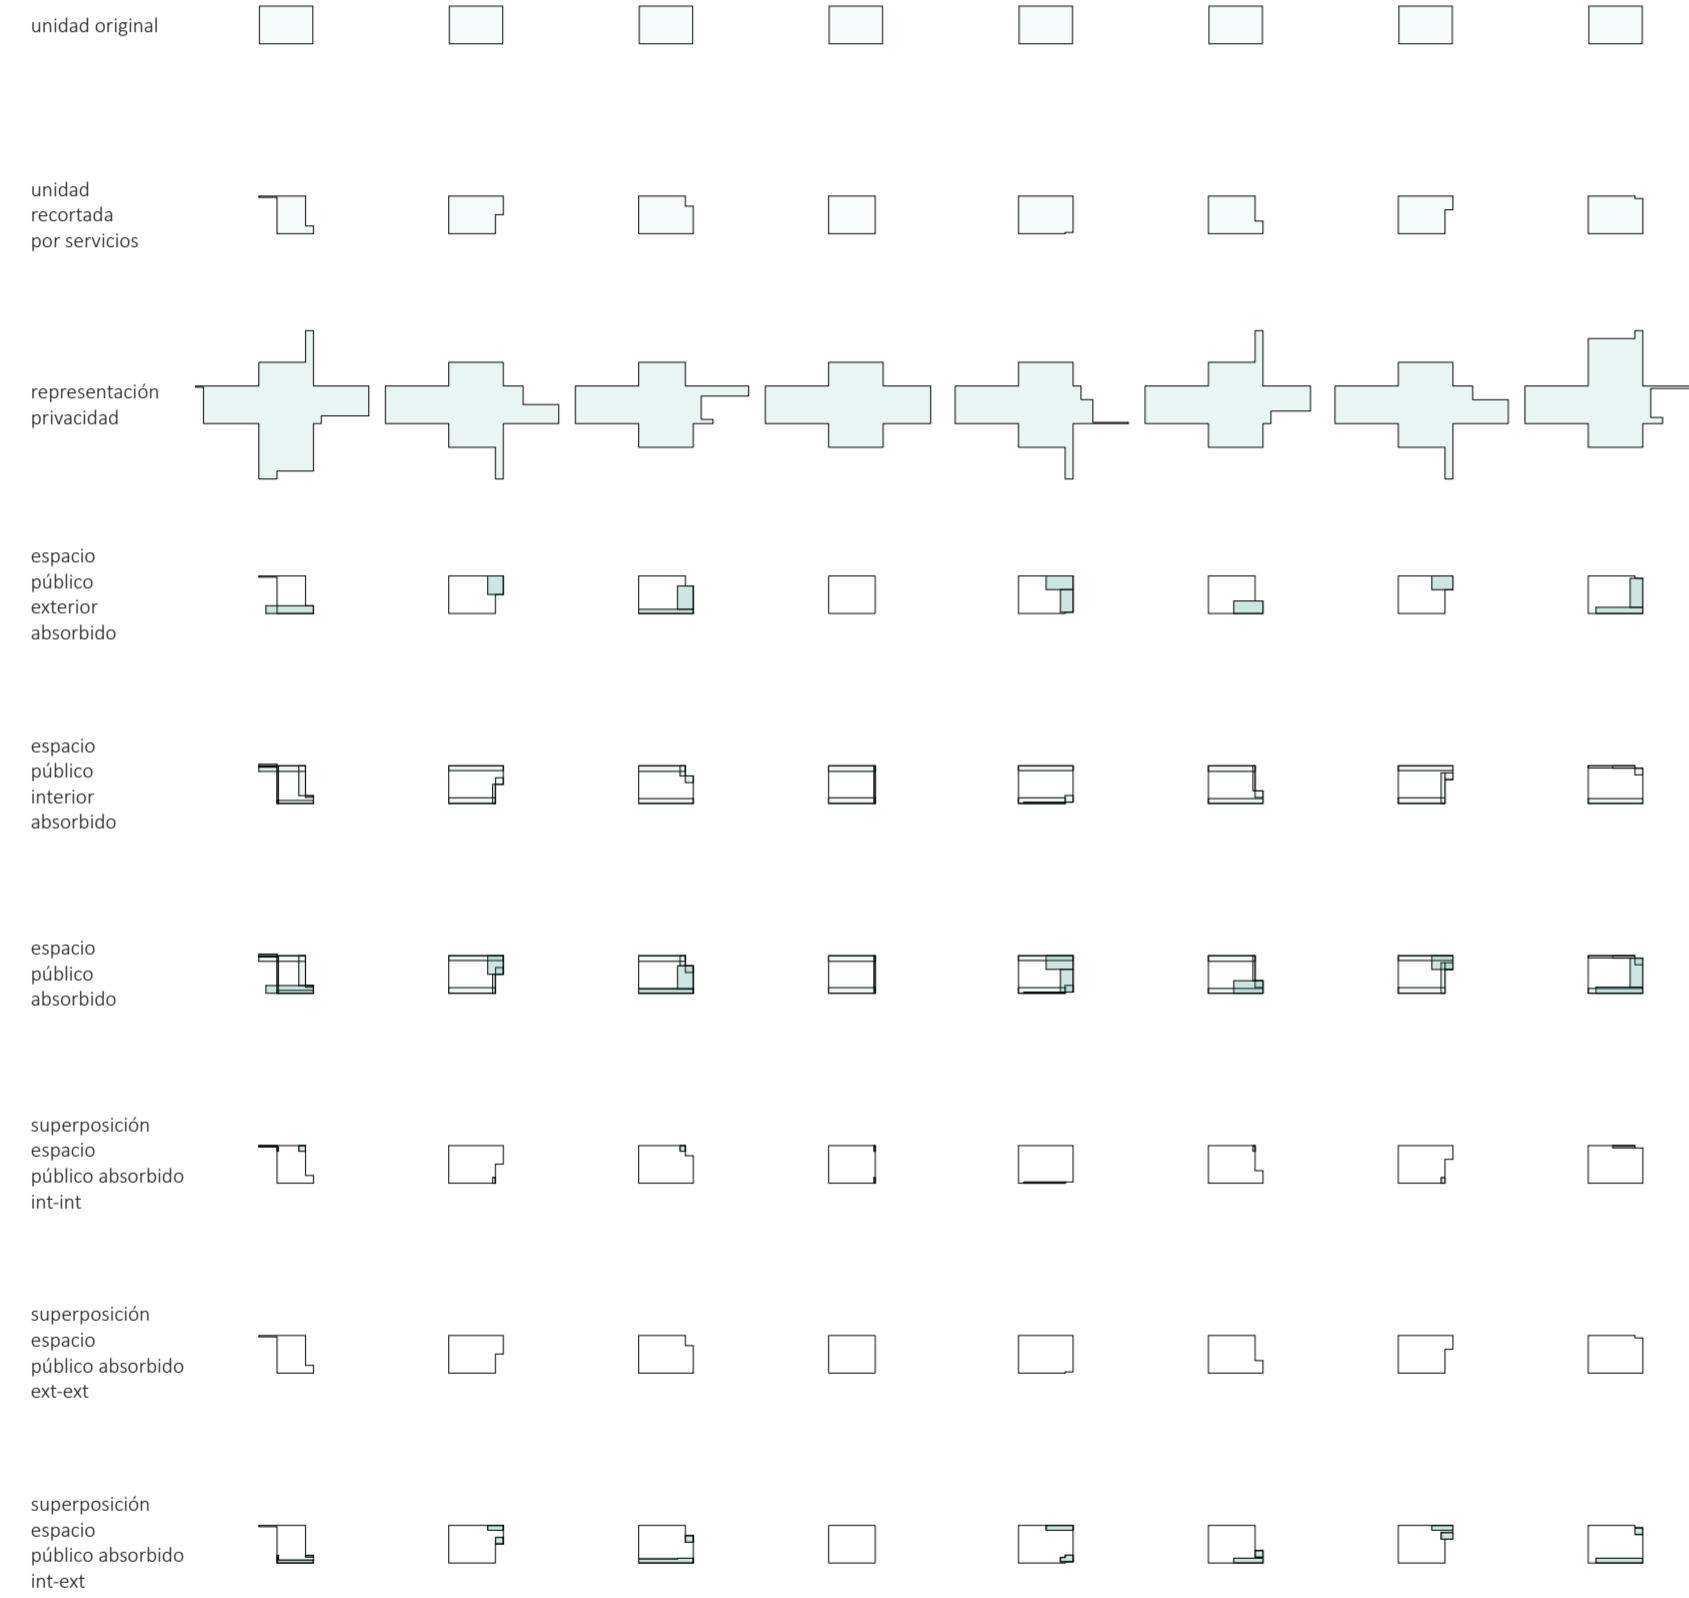 unidad original
unidad
recortada
por servicios
representación
privacidad
espacio
público
exterior
absorbido
espacio
público
interior
absorbido
espacio
público
absorbido
superposición
espacio
público absorbido
int-int
superposición
espacio
público absorbido
ext-ext
superposición
espacio
público absorbido
int-ext